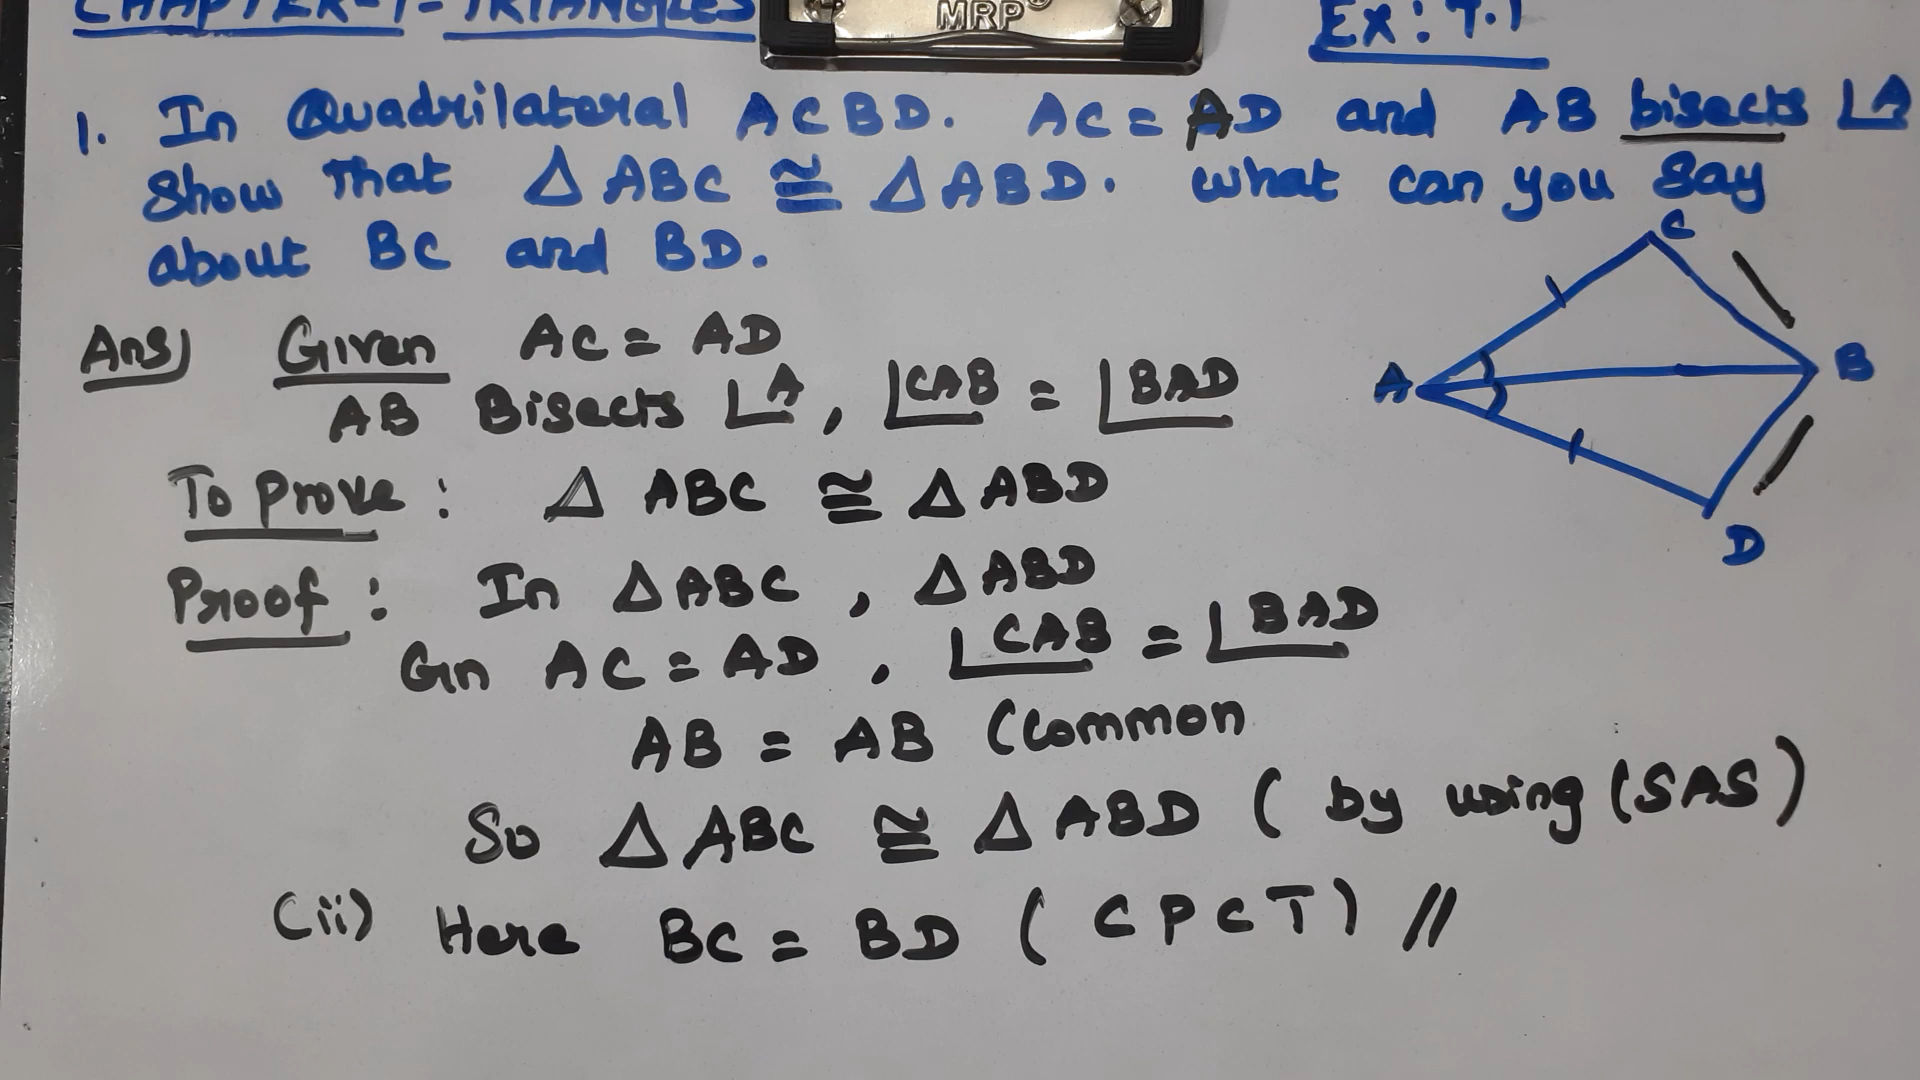 CHAPTER-7- TRIANGLES
MRP
Ex: 7.1
1. In Quadrilateral ACBD. AC = AD and AB bisects ∠A
Show that Δ ABC ≅ Δ ABD. what can you say
about BC and BD.
C
A
B
D
Ans) Given AC = AD
AB Bisects ∠A, ∠CAB = ∠BAD
To prove: Δ ABC ≅ Δ ABD
Proof: In Δ ABC, Δ ABD
Gn AC = AD, ∠CAB = ∠BAD
AB = AB (Common
So Δ ABC ≅ Δ ABD ( by using (SAS)
(ii) Here BC = BD ( CPCT) //